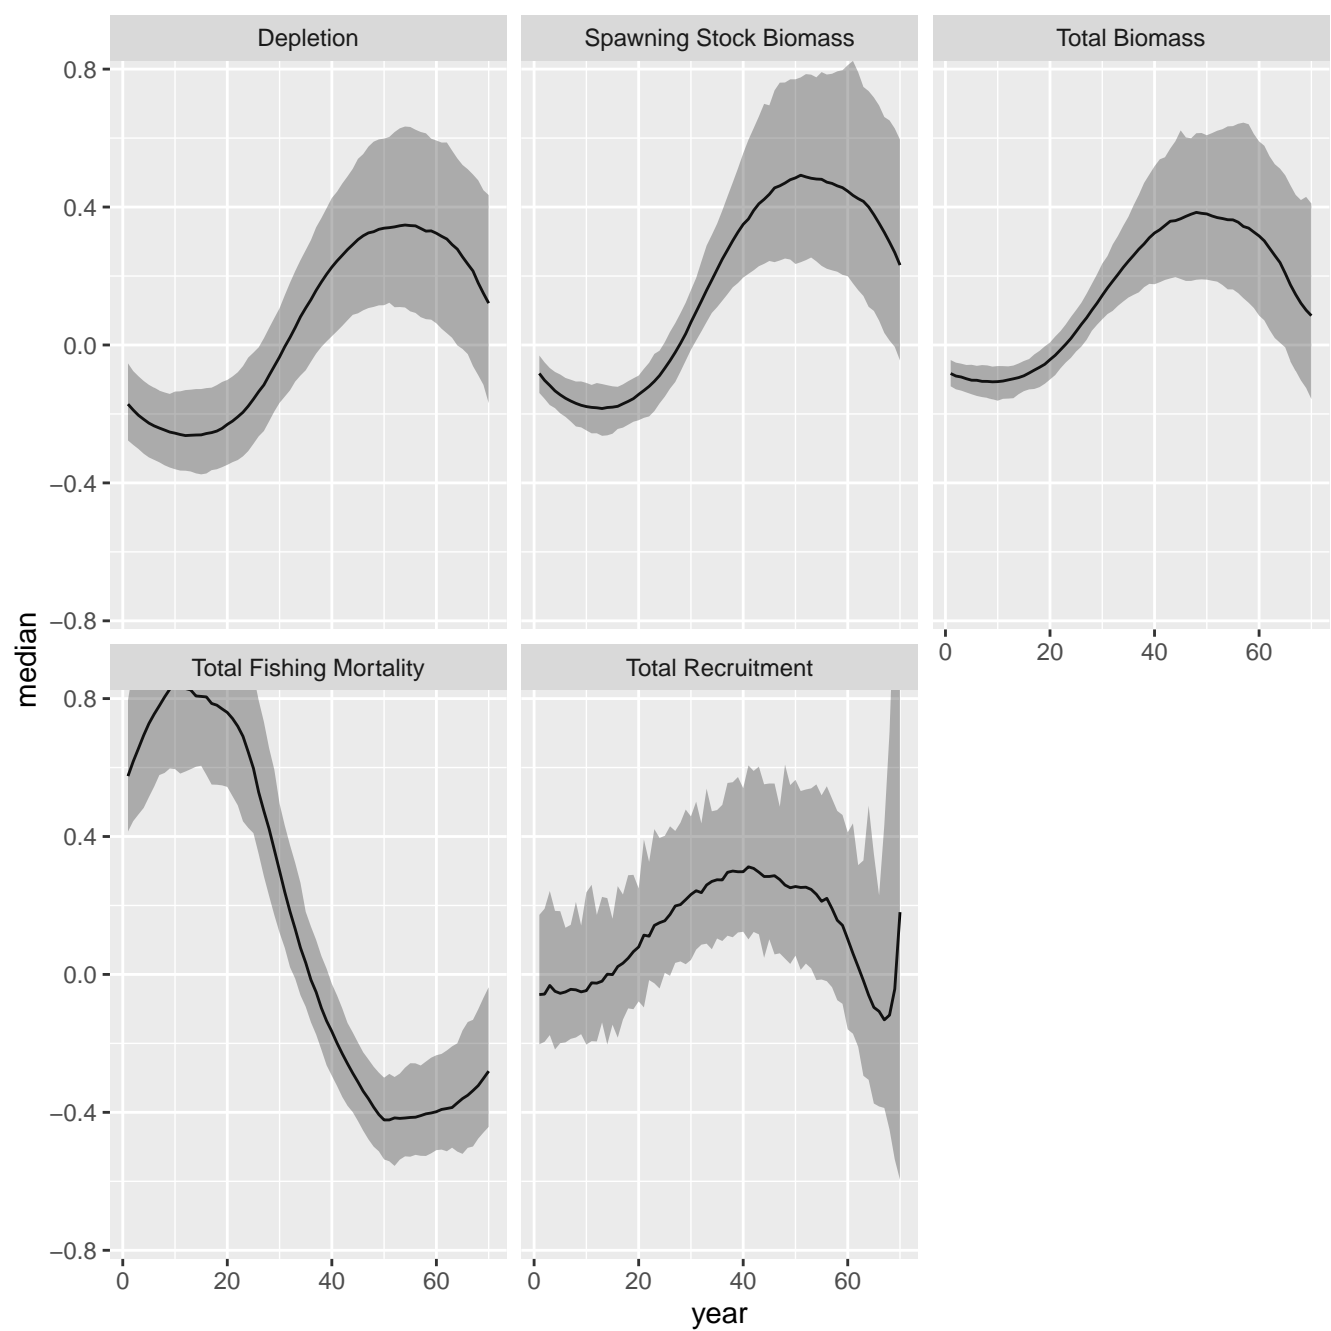 Depletion Spawning Stock Biomass Total Biomass
0.8
0.4
0.0
−0.4
−0.8
0 20 40 60
Total Fishing Mortality Total Recruitment
0.8
0.4
0.0
−0.4
−0.8
0 20 40 60 0 20 40 60
year
median